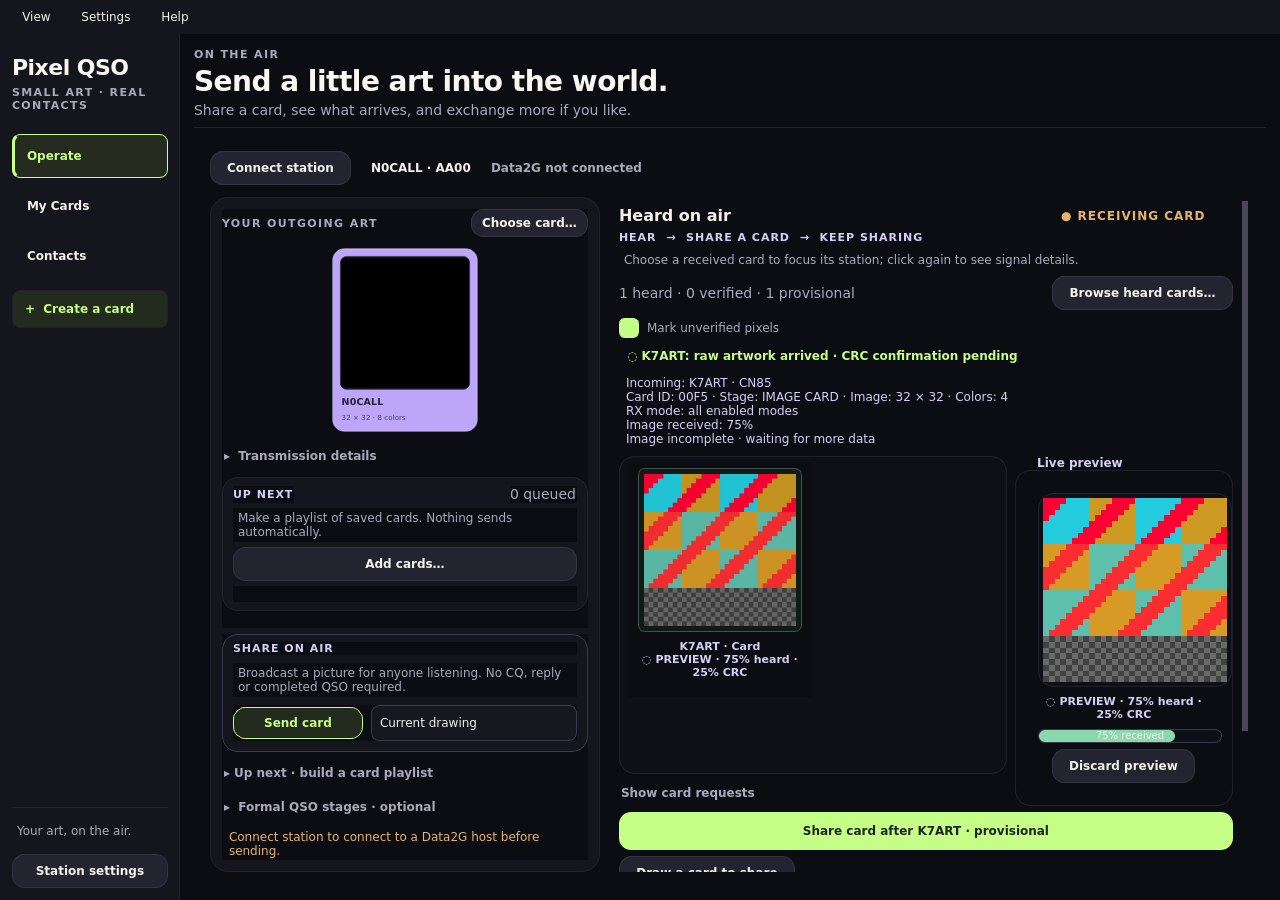 View
Settings
Help
Pixel QSO
SMALL ART · REAL
CONTACTS
Operate
My Cards
Contacts
+ Create a card
Your art, on the air.
Station settings
ON THE AIR
Send a little art into the world.
Share a card, see what arrives, and exchange more if you like.
Connect station
N0CALL · AA00
Data2G not connected
YOUR OUTGOING ART
Choose card…
N0CALL
32 × 32 · 8 colors
▸ Transmission details
UP NEXT
0 queued
Make a playlist of saved cards. Nothing sends
automatically.
Add cards…
SHARE ON AIR
Broadcast a picture for anyone listening. No CQ, reply
or completed QSO required.
Send card
Current drawing
▸ Up next · build a card playlist
▸ Formal QSO stages · optional
Connect station to connect to a Data2G host before
sending.
Heard on air
● RECEIVING CARD
HEAR → SHARE A CARD → KEEP SHARING
Choose a received card to focus its station; click again to see signal details.
1 heard · 0 verified · 1 provisional
Browse heard cards…
Mark unverified pixels
◌ K7ART: raw artwork arrived · CRC confirmation pending
Incoming: K7ART · CN85
Card ID: 00F5 · Stage: IMAGE CARD · Image: 32 × 32 · Colors: 4
RX mode: all enabled modes
Image received: 75%
Image incomplete · waiting for more data
K7ART · Card
◌ PREVIEW · 75% heard ·
25% CRC
Live preview
◌ PREVIEW · 75% heard ·
25% CRC
75% received
Discard preview
Show card requests
Share card after K7ART · provisional
Draw a card to share